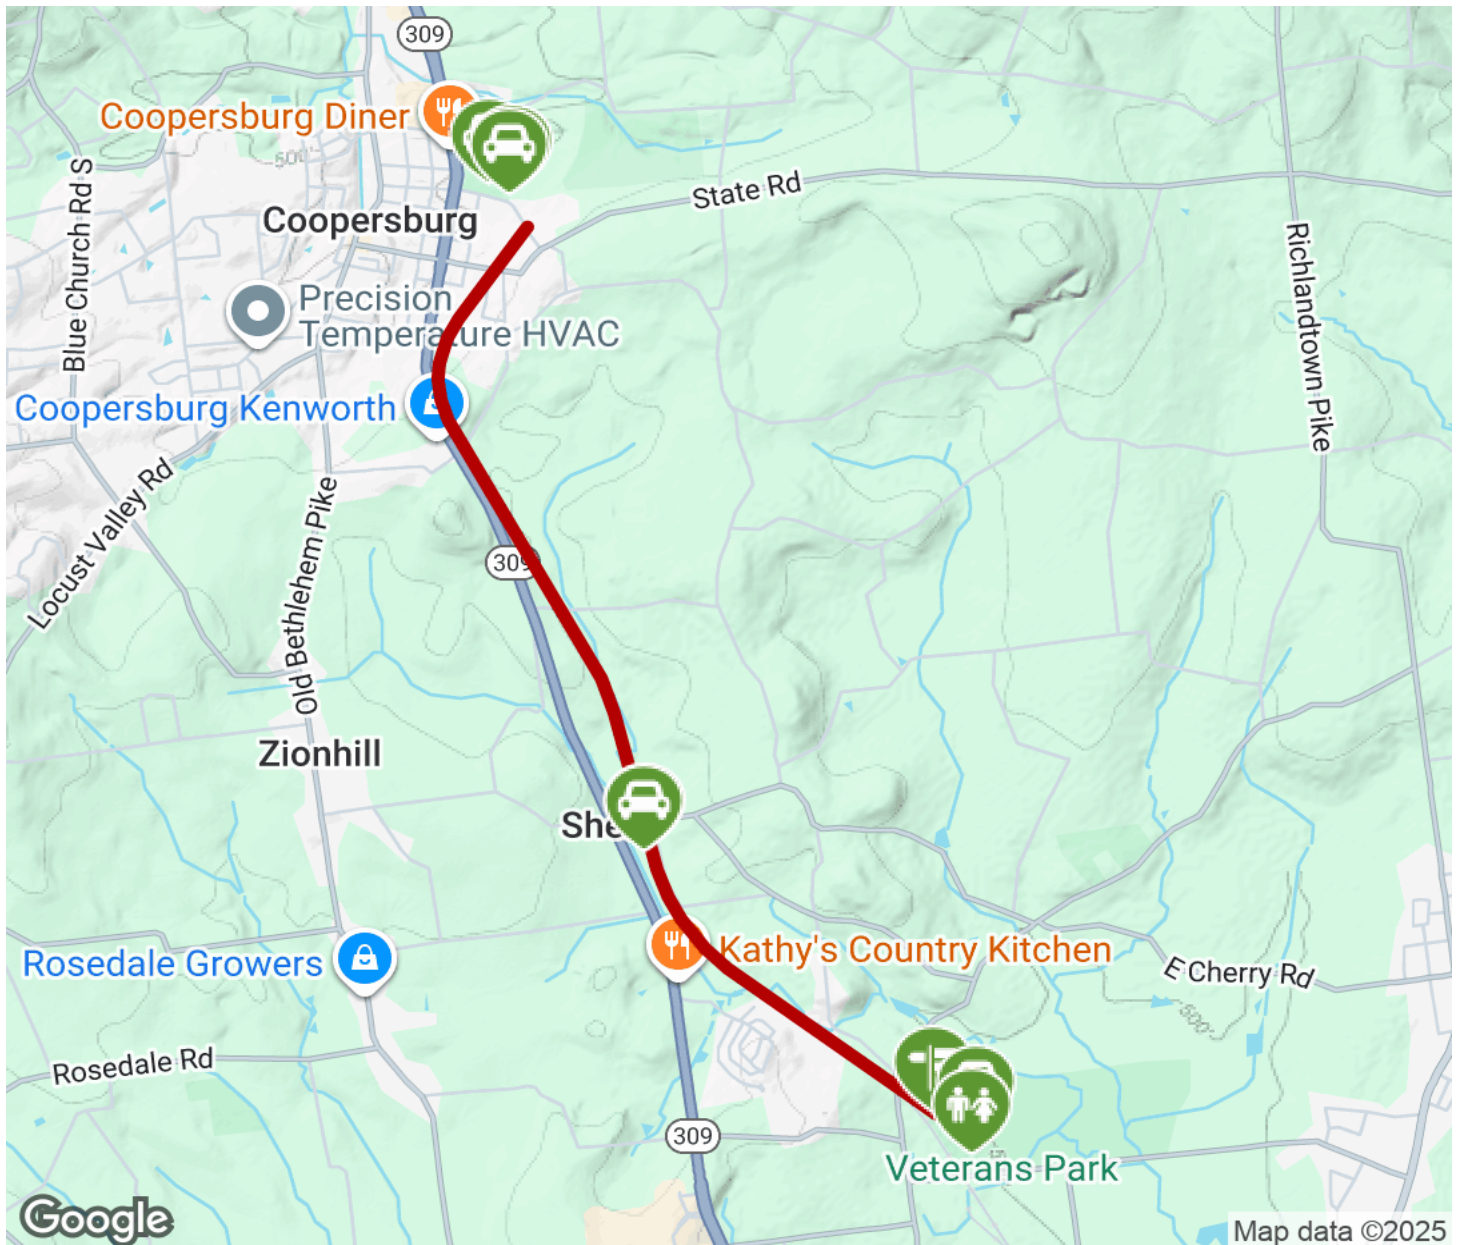 309
Coopersburg Diner
500'
State Rd
Blue Church Rd S
Coopersburg
Richlandtown Pike
Precision
Temperature HVAC
Coopersburg Kenworth
Locust Valley Rd
Old Bethlehem Pike
309
Zionhill
She
Kathy's Country Kitchen
Rosedale Growers
E Cherry Rd
500'
Rosedale Rd
309
Veterans Park
Google
Map data ©2025